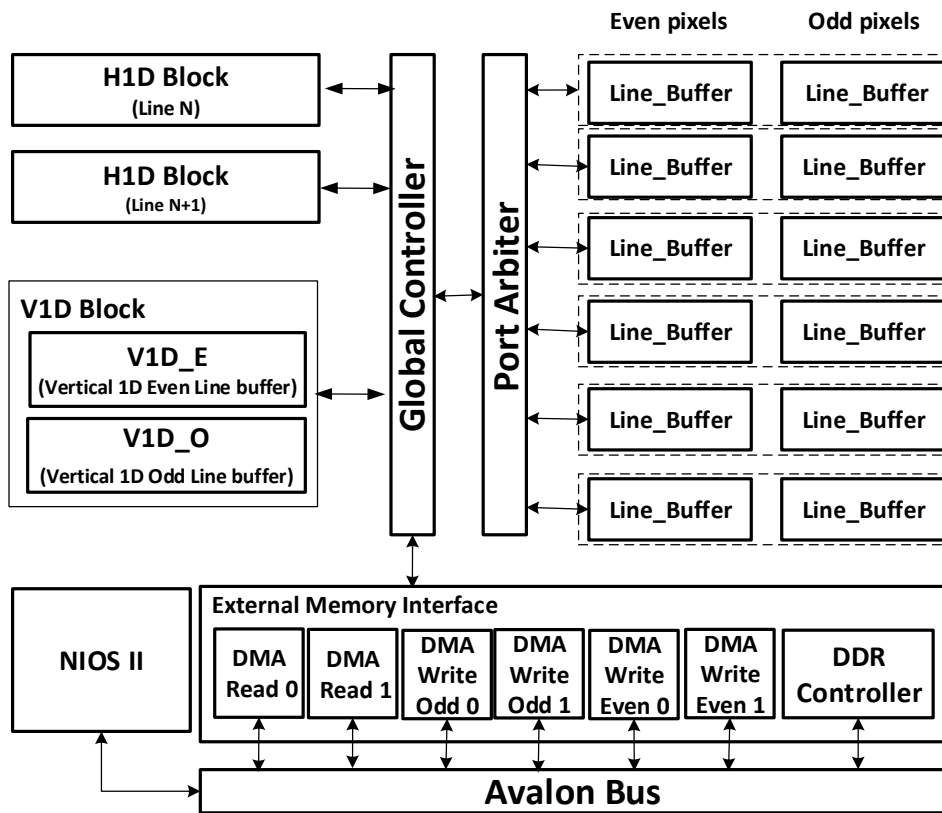 Even pixels
Odd pixels
H1D Block
(Line N)
H1D Block
(Line N+1)
V1D Block
V1D_E
(Vertical 1D Even Line buffer)
V1D_O
(Vertical 1D Odd Line buffer)
Global Controller
Port Arbiter
Line_Buffer
Line_Buffer
Line_Buffer
Line_Buffer
Line_Buffer
Line_Buffer
Line_Buffer
Line_Buffer
Line_Buffer
Line_Buffer
Line_Buffer
Line_Buffer
NIOS II
External Memory Interface
DMA
Read 0
DMA
Read 1
DMA
Write
Odd 0
DMA
Write
Odd 1
DMA
Write
Even 0
DMA
Write
Even 1
DDR
Controller
Avalon Bus